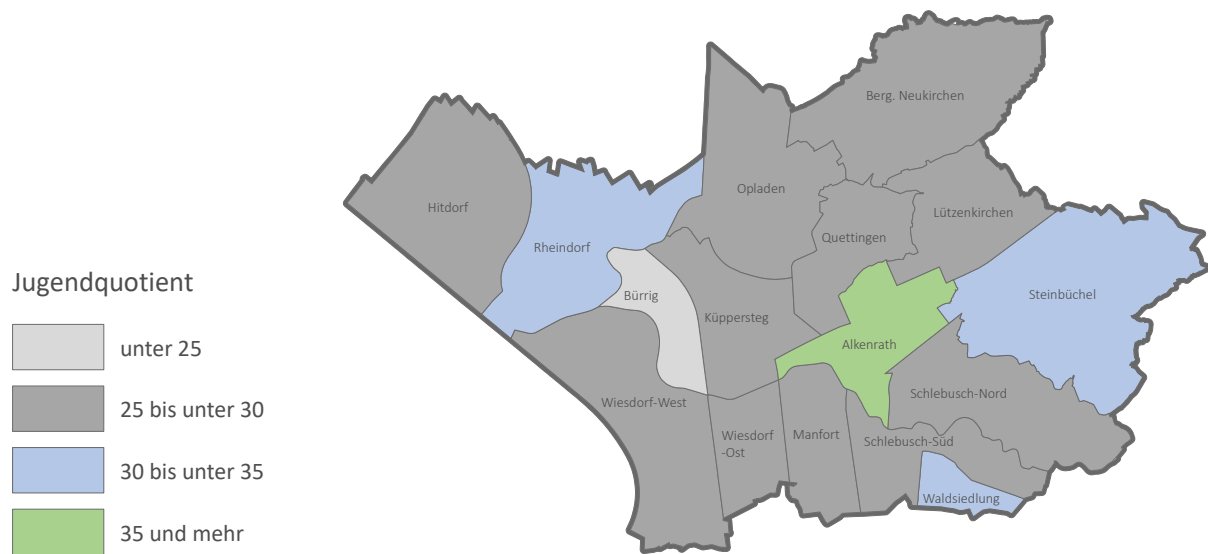 Jugendquotient
unter 25
25 bis unter 30
30 bis unter 35
35 und mehr
Berg. Neukirchen
Opladen
Hitdorf
Lützenkirchen
Quettingen
Rheindorf
Bürrig
Steinbüchel
Küppersteg
Alkenrath
Schlebusch-Nord
Wiesdorf-West
Wiesdorf
-Ost
Manfort
Schlebusch-Süd
Waldsiedlung